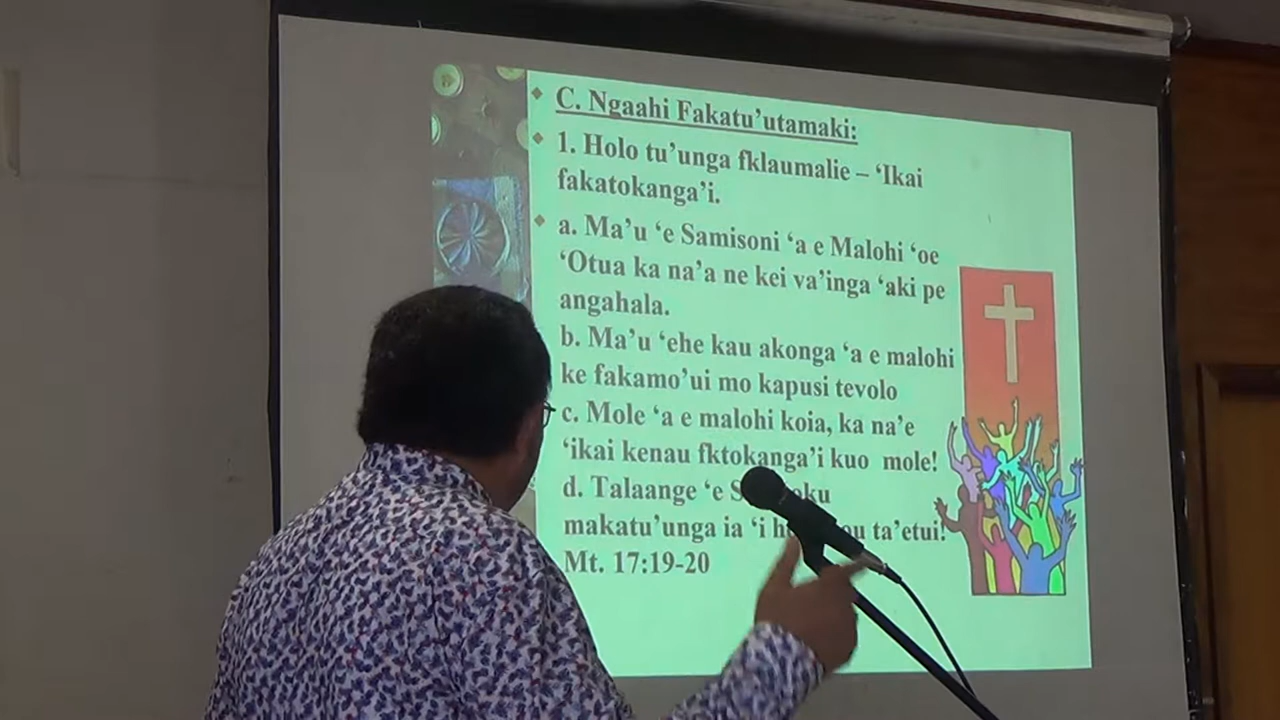 C. Ngaahi Fakatu’utamaki:
1. Holo tu’unga fklaumalie – ‘Ikai
fakatokanga’i.
a. Ma’u ‘e Samisoni ‘a e Malohi ‘oe
‘Otua ka na’a ne kei va’inga ‘aki pe
angahala.
b. Ma’u ‘ehe kau akonga ‘a e malohi
ke fakamo’ui mo kapusi tevolo
c. Mole ‘a e malohi koia, ka na’e
‘ikai kenau fktokanga’i kuo mole!
d. Talaange ‘e
makatu’unga ia ‘i ta’etui!
Mt. 17:19-20